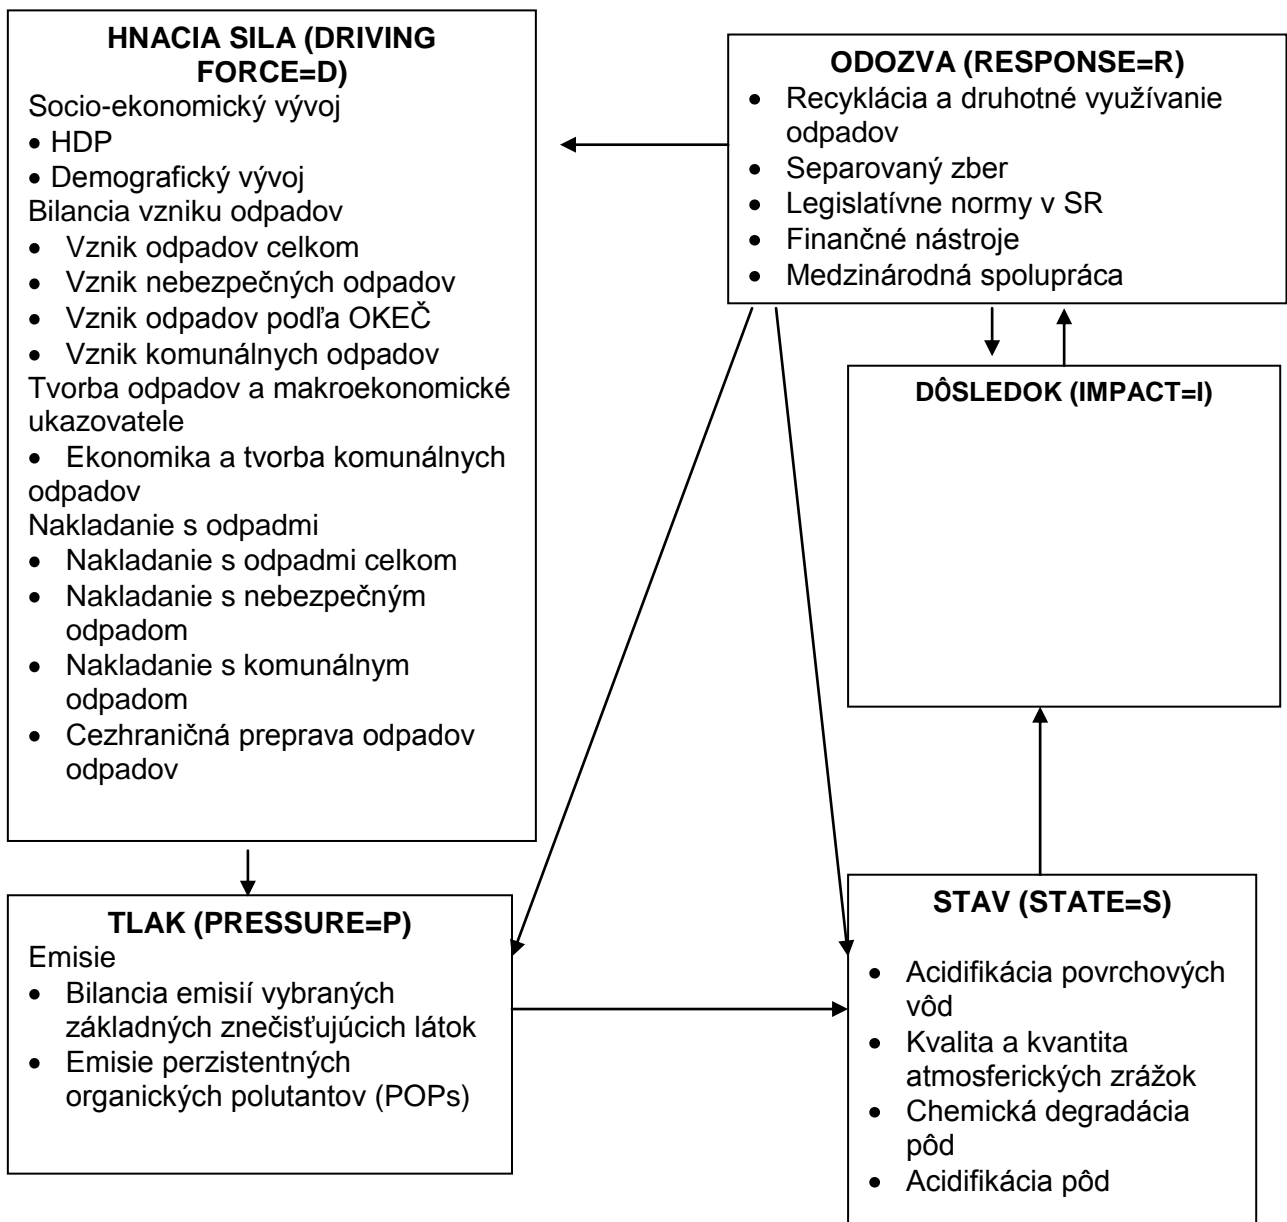 HNACIA SILA (DRIVING
FORCE=D)
Socio-ekonomický vývoj
• HDP
• Demografický vývoj
Bilancia vzniku odpadov
• Vznik odpadov celkom
• Vznik nebezpečných odpadov
• Vznik odpadov podľa OKEČ
• Vznik komunálnych odpadov
Tvorba odpadov a makroekonomické
ukazovatele
• Ekonomika a tvorba komunálnych
odpadov
Nakladanie s odpadmi
• Nakladanie s odpadmi celkom
• Nakladanie s nebezpečným
odpadom
• Nakladanie s komunálnym
odpadom
• Cezhraničná preprava odpadov
odpadov
ODOZVA (RESPONSE=R)
• Recyklácia a druhotné využívanie
odpadov
• Separovaný zber
• Legislatívne normy v SR
• Finančné nástroje
• Medzinárodná spolupráca
DÔSLEDOK (IMPACT=I)
TLAK (PRESSURE=P)
Emisie
• Bilancia emisií vybraných
základných znečisťujúcich látok
• Emisie perzistentných
organických polutantov (POPs)
STAV (STATE=S)
• Acidifikácia povrchových
vôd
• Kvalita a kvantita
atmosferických zrážok
• Chemická degradácia
pôd
• Acidifikácia pôd